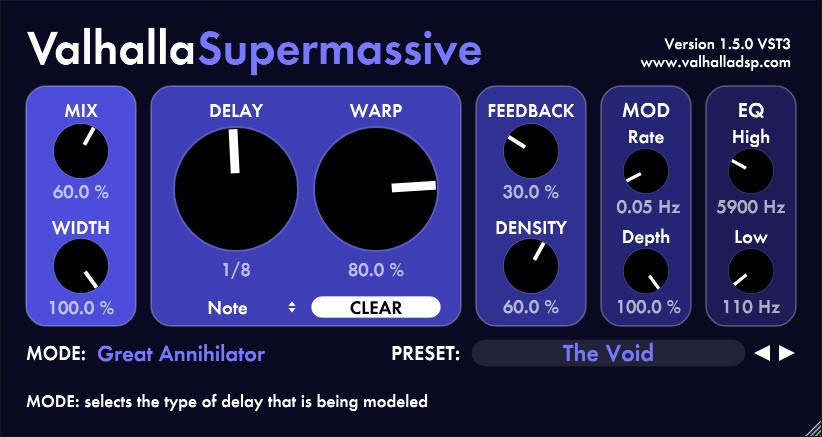 ValhallaSupermassive
Version 1.5.0 VST3
www.valhalladsp.com
MIX
60.0 %
WIDTH
100.0 %
DELAY
1/8
Note
WARP
80.0 %
CLEAR
FEEDBACK
30.0 %
DENSITY
60.0 %
MOD
Rate
0.05 Hz
Depth
100.0 %
EQ
High
5900 Hz
Low
110 Hz
MODE: Great Annihilator
PRESET: The Void
MODE: selects the type of delay that is being modeled